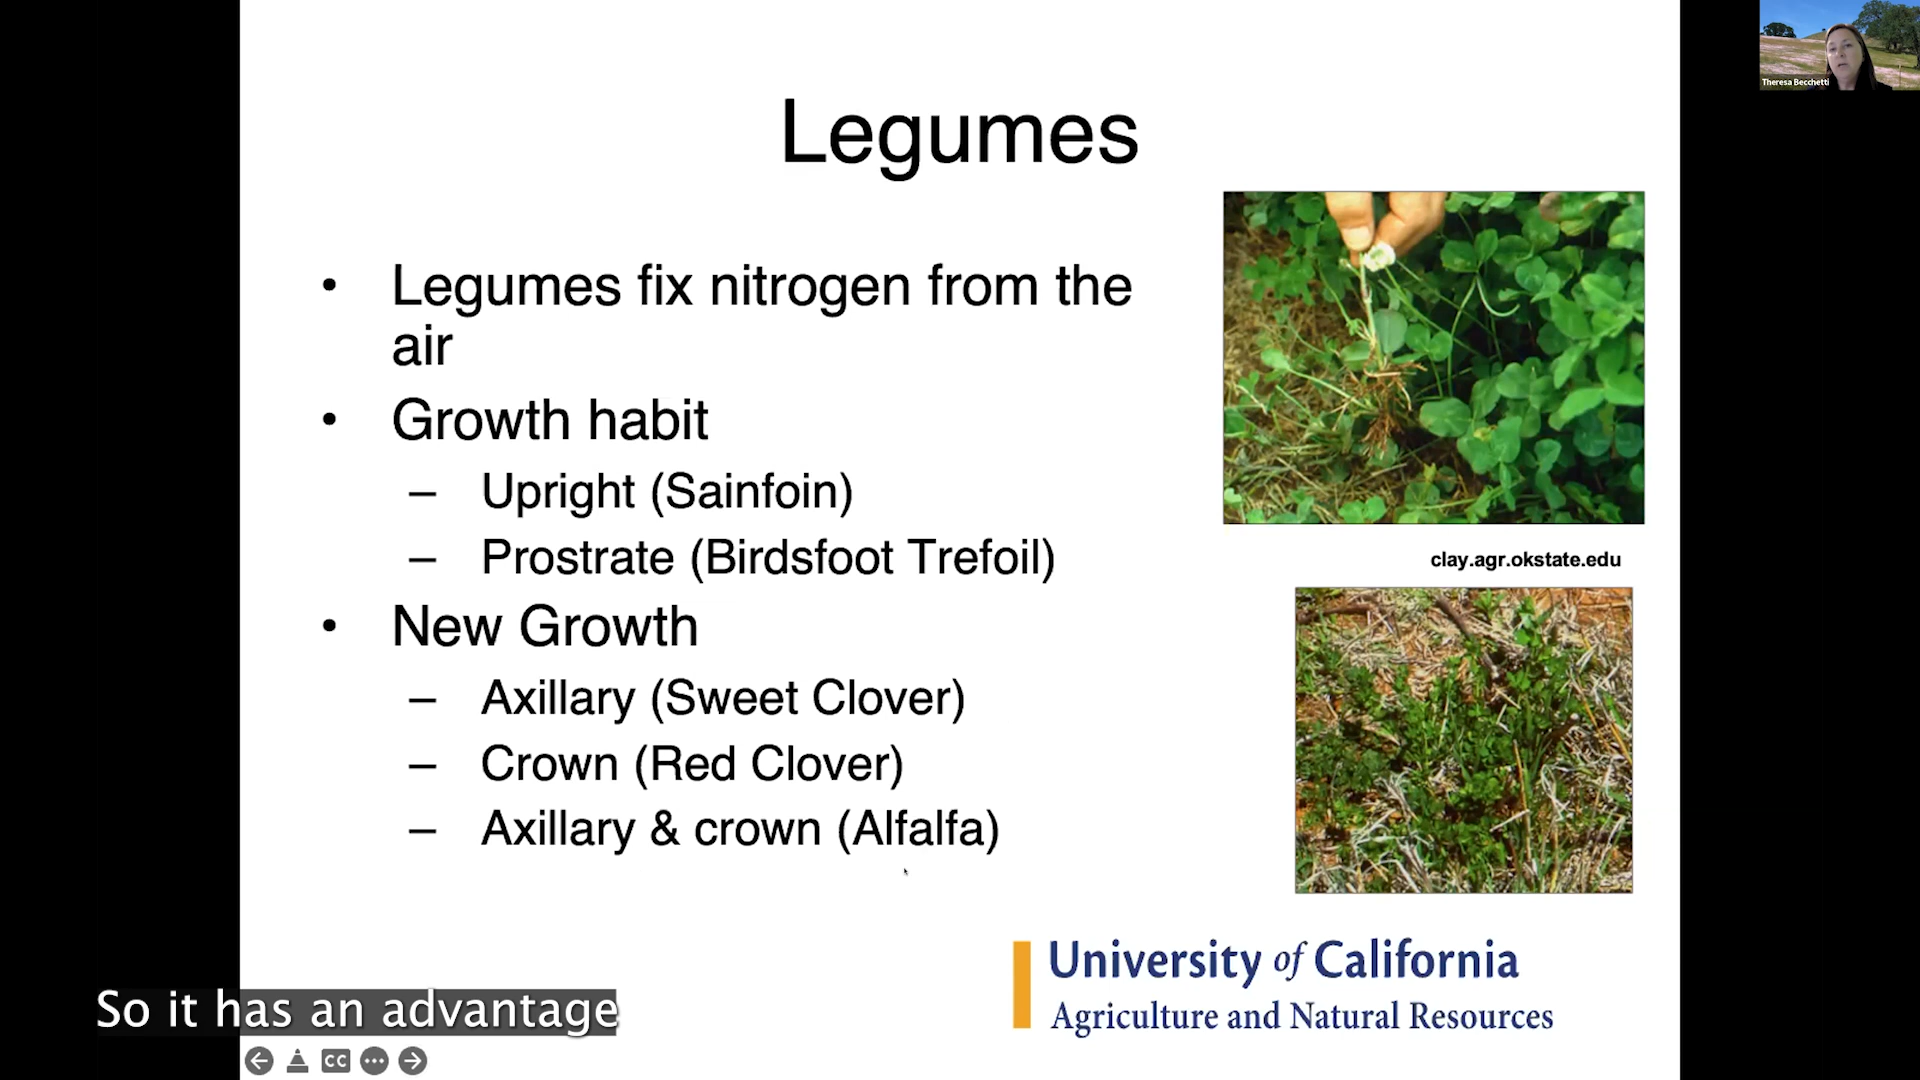 Theresa Becchetti
Legumes
• Legumes fix nitrogen from the
air
• Growth habit
– Upright (Sainfoin)
– Prostrate (Birdsfoot Trefoil)
• New Growth
– Axillary (Sweet Clover)
– Crown (Red Clover)
– Axillary & crown (Alfalfa)
clay.agr.okstate.edu
University of California
Agriculture and Natural Resources
So it has an advantage
CC